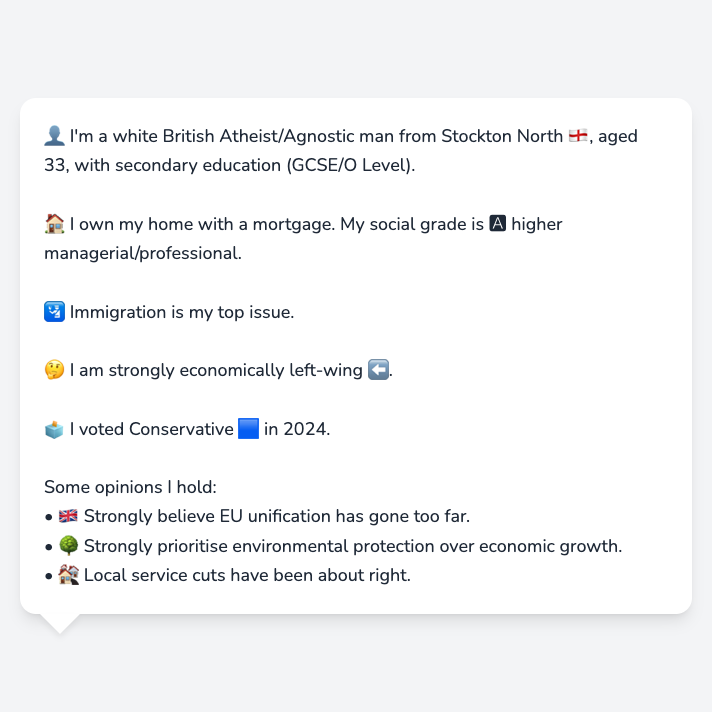 👤 I'm a white British Atheist/Agnostic man from Stockton North 🏴󠁧󠁢󠁥󠁮󠁧󠁿, aged
33, with secondary education (GCSE/O Level).
🏠 I own my home with a mortgage. My social grade is 🅰 higher
managerial/professional.
🛂 Immigration is my top issue.
🤔 I am strongly economically left-wing ⬅️.
🗳️ I voted Conservative 🟦 in 2024.
Some opinions I hold:
• 🇬🇧 Strongly believe EU unification has gone too far.
• 🌳 Strongly prioritise environmental protection over economic growth.
• 🏘️ Local service cuts have been about right.